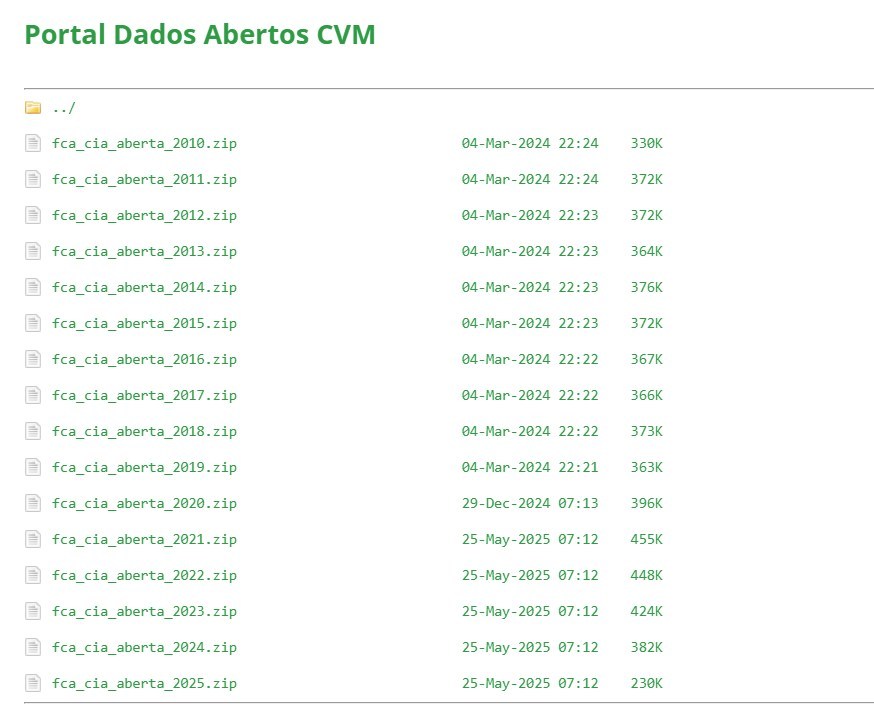 Portal Dados Abertos CVM
../
fca_cia_aberta_2010.zip 04-Mar-2024 22:24 330K
fca_cia_aberta_2011.zip 04-Mar-2024 22:24 372K
fca_cia_aberta_2012.zip 04-Mar-2024 22:23 372K
fca_cia_aberta_2013.zip 04-Mar-2024 22:23 364K
fca_cia_aberta_2014.zip 04-Mar-2024 22:23 376K
fca_cia_aberta_2015.zip 04-Mar-2024 22:23 372K
fca_cia_aberta_2016.zip 04-Mar-2024 22:22 367K
fca_cia_aberta_2017.zip 04-Mar-2024 22:22 366K
fca_cia_aberta_2018.zip 04-Mar-2024 22:22 373K
fca_cia_aberta_2019.zip 04-Mar-2024 22:21 363K
fca_cia_aberta_2020.zip 29-Dec-2024 07:13 396K
fca_cia_aberta_2021.zip 25-May-2025 07:12 455K
fca_cia_aberta_2022.zip 25-May-2025 07:12 448K
fca_cia_aberta_2023.zip 25-May-2025 07:12 424K
fca_cia_aberta_2024.zip 25-May-2025 07:12 382K
fca_cia_aberta_2025.zip 25-May-2025 07:12 230K